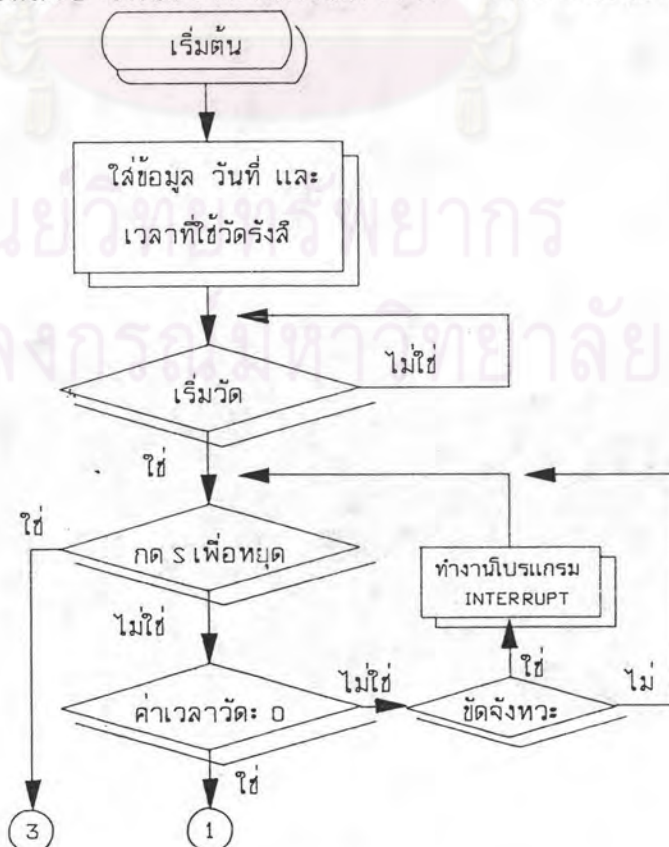 เริ่มต้น
ใส่ข้อมูล วันที่ และ
เวลาที่ใช้วัดรังสี
ไม่ใช่
เริ่มวัด
ใช่
ใช่
กด S เพื่อหยุด
ทำงานโปรแกรม
INTERRUPT
ไม่ใช่
ไม่ใช่
ใช่
ไม่
ค่าเวลาวัด= 0
ขัดจังหวะ
ใช่
3
1